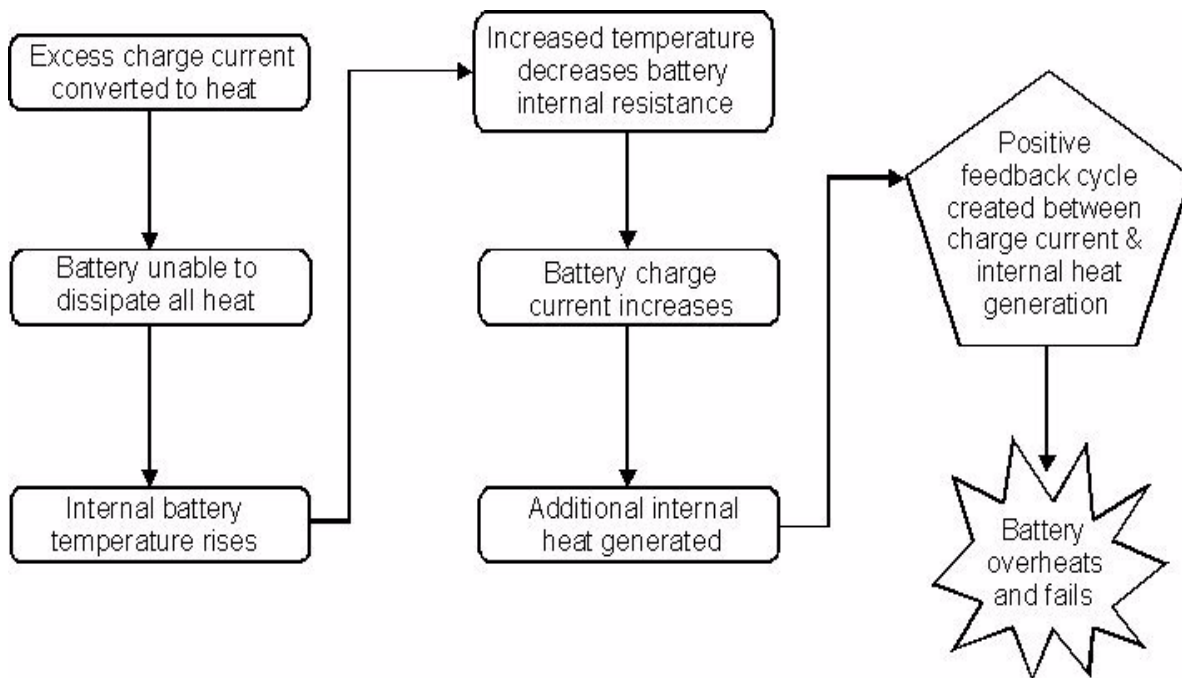 Excess charge current
converted to heat
Battery unable to
dissipate all heat
Internal battery
temperature rises
Increased temperature
decreases battery
internal resistance
Battery charge
current increases
Additional internal
heat generated
Positive
feedback cycle
created between
charge current &
internal heat
generation
Battery
overheats
and fails